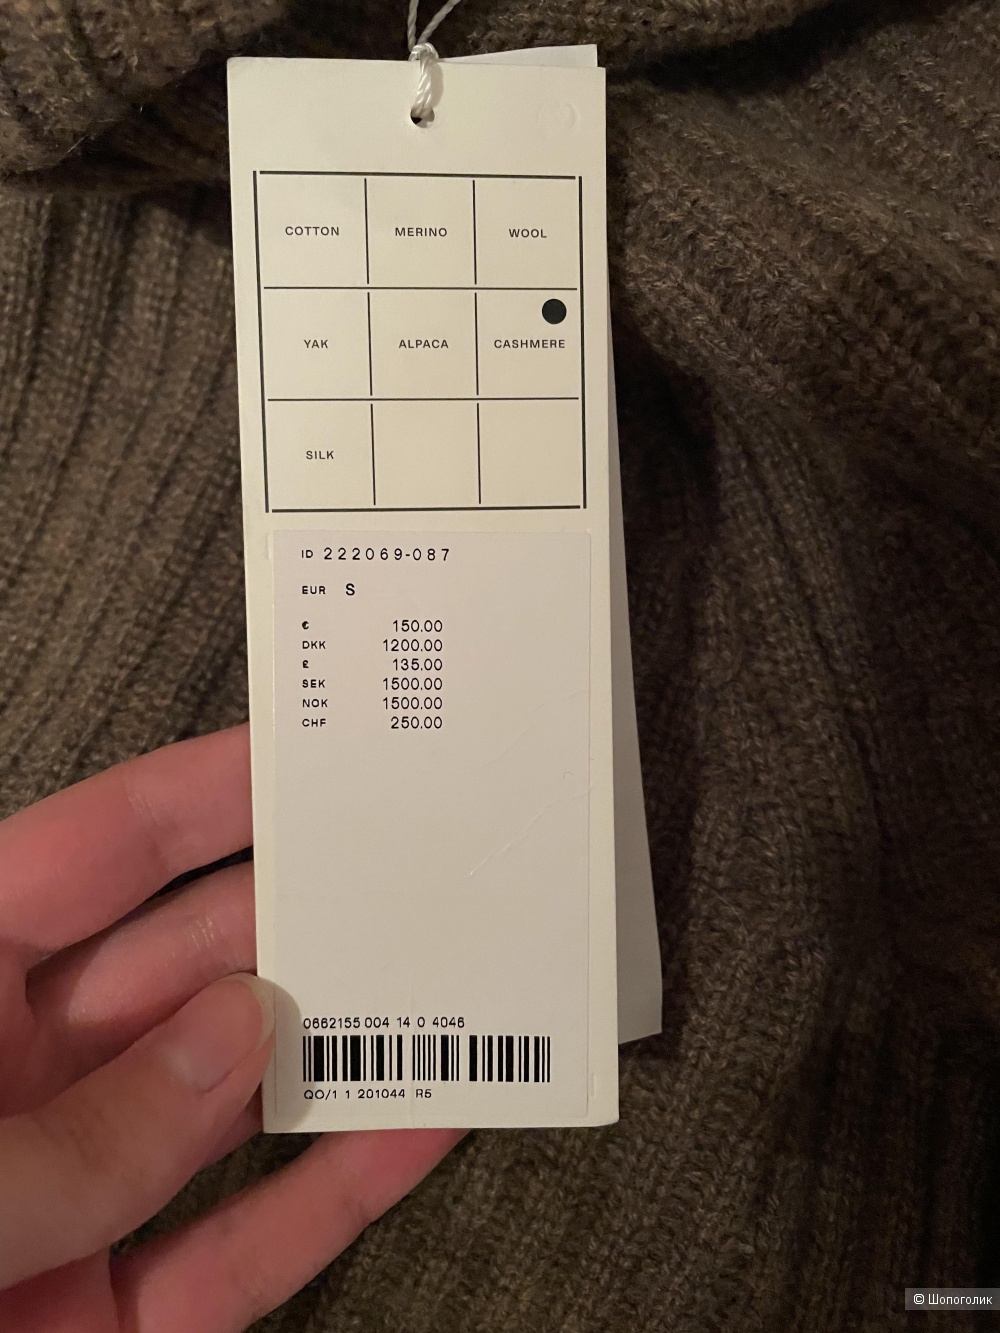 COTTON MERINO WOOL
YAK ALPACA CASHMERE
SILK
ID 222069-087
EUR S
€ 150.00
DKK 1200.00
£ 135.00
SEK 1500.00
NOK 1500.00
CHF 250.00
0662155 004 14 0 4046
QO/1 1 201044 R5
© Шопоголик